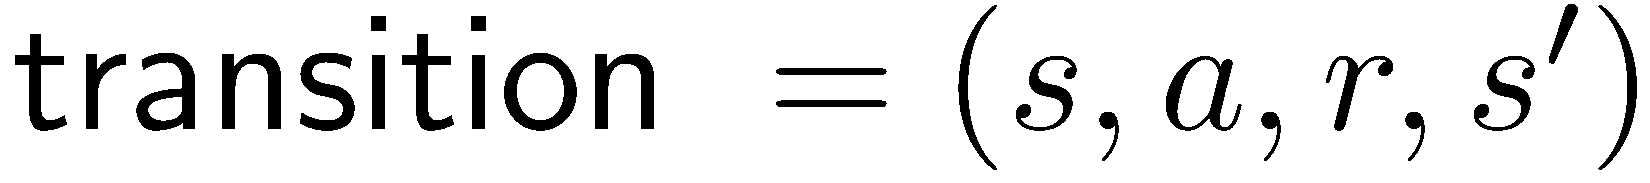 transition = (s, a, r, s′)